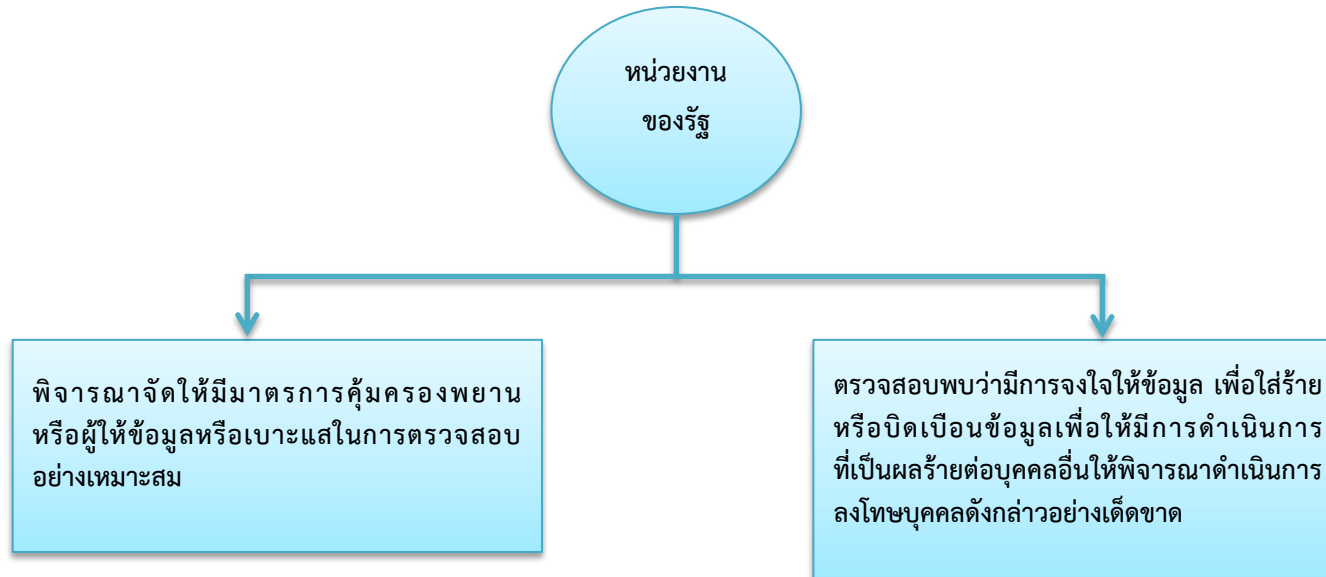 หน่วยงาน
ของรัฐ
พิจารณาจัดให้มีมาตรการคุ้มครองพยาน
หรือผู้ให้ข้อมูลหรือเบาะแสในการตรวจสอบ
อย่างเหมาะสม
ตรวจสอบพบว่ามีการจงใจให้ข้อมูล เพื่อใส่ร้าย
หรือบิดเบือนข้อมูลเพื่อให้มีการดำเนินการ
ที่เป็นผลร้ายต่อบุคคลอื่นให้พิจารณาดำเนินการ
ลงโทษบุคคลดังกล่าวอย่างเด็ดขาด